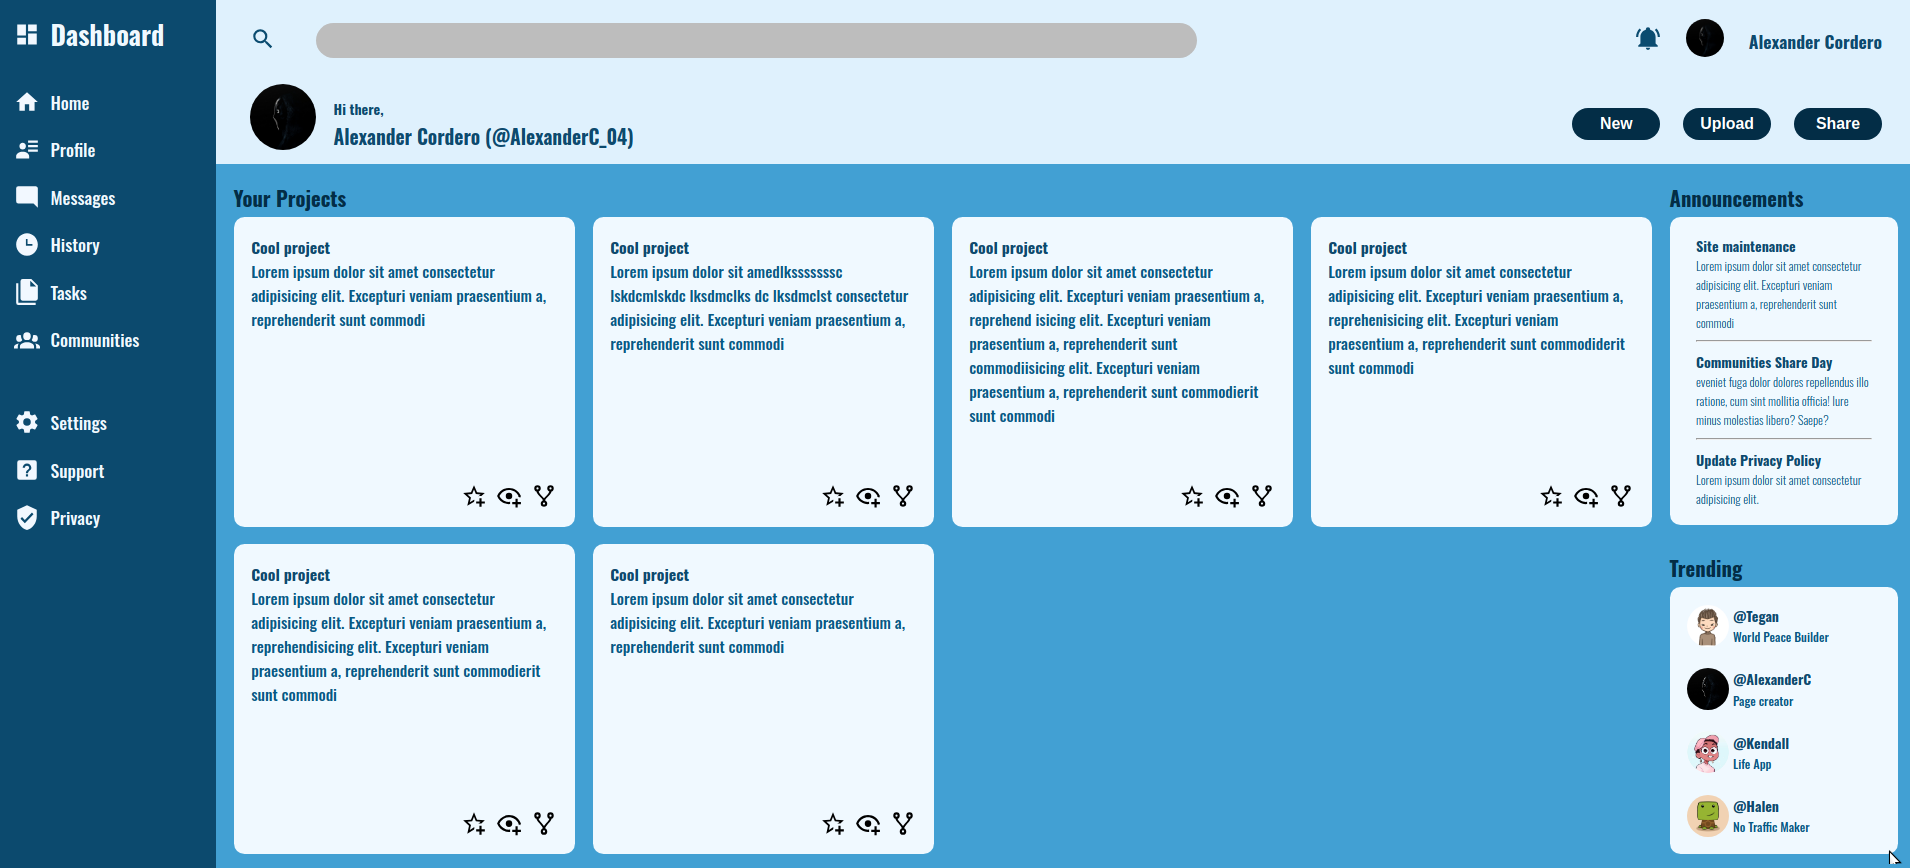 Dashboard
Home
Profile
Messages
History
Tasks
Communities
Settings
Support
Privacy
Alexander Cordero
Hi there,
Alexander Cordero (@AlexanderC_04)
New
Upload
Share
Your Projects
Cool project
Lorem ipsum dolor sit amet consectetur
adipisicing elit. Excepturi veniam praesentium a,
reprehenderit sunt commodi
Cool project
Lorem ipsum dolor sit amedlksssssssc
lskdcmlskdc lksdmclks dc lksdmclst consectetur
adipisicing elit. Excepturi veniam praesentium a,
reprehenderit sunt commodi
Cool project
Lorem ipsum dolor sit amet consectetur
adipisicing elit. Excepturi veniam praesentium a,
reprehend isicing elit. Excepturi veniam
praesentium a, reprehenderit sunt
commodiisicing elit. Excepturi veniam
praesentium a, reprehenderit sunt commodierit
sunt commodi
Cool project
Lorem ipsum dolor sit amet consectetur
adipisicing elit. Excepturi veniam praesentium a,
reprehenisicing elit. Excepturi veniam
praesentium a, reprehenderit sunt commodiderit
sunt commodi
Cool project
Lorem ipsum dolor sit amet consectetur
adipisicing elit. Excepturi veniam praesentium a,
reprehendisicing elit. Excepturi veniam
praesentium a, reprehenderit sunt commodierit
sunt commodi
Cool project
Lorem ipsum dolor sit amet consectetur
adipisicing elit. Excepturi veniam praesentium a,
reprehenderit sunt commodi
Announcements
Site maintenance
Lorem ipsum dolor sit amet consectetur
adipisicing elit. Excepturi veniam
praesentium a, reprehenderit sunt
commodi
Communities Share Day
eveniet fuga dolor dolores repellendus illo
ratione, cum sint mollitia officia! Iure
minus molestias libero? Saepe?
Update Privacy Policy
Lorem ipsum dolor sit amet consectetur
adipisicing elit.
Trending
@Tegan
World Peace Builder
@AlexanderC
Page creator
@Kendall
Life App
@Halen
No Traffic Maker